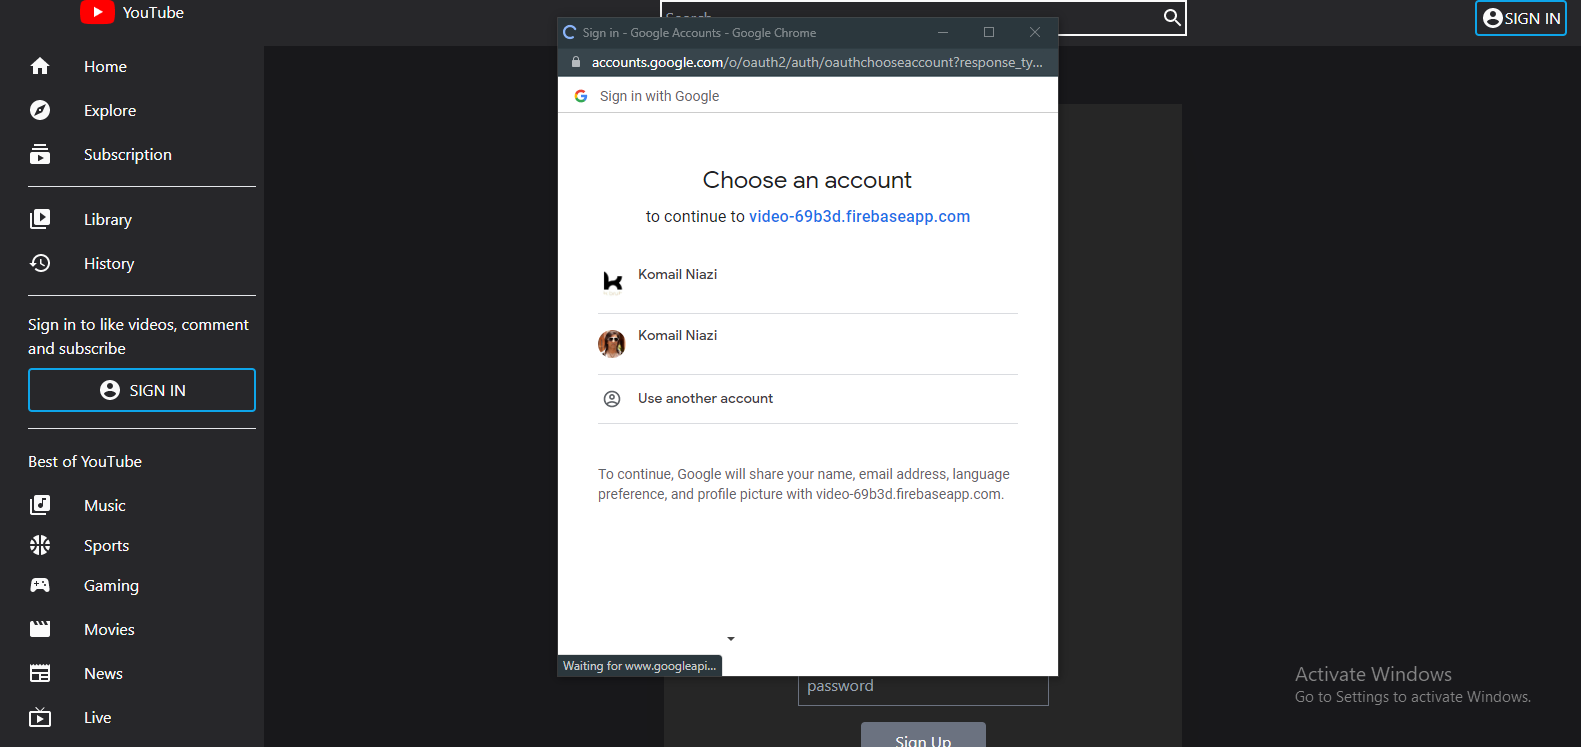 YouTube
Search
SIGN IN
Home
Explore
Subscription
Library
History
Sign in to like videos, comment
and subscribe
SIGN IN
Best of YouTube
Music
Sports
Gaming
Movies
News
Live
Sign in - Google Accounts - Google Chrome
accounts.google.com/o/oauth2/auth/oauthchooseaccount?response_ty...
Sign in with Google
Choose an account
to continue to video-69b3d.firebaseapp.com
Komail Niazi
Komail Niazi
Use another account
To continue, Google will share your name, email address, language
preference, and profile picture with video-69b3d.firebaseapp.com.
Waiting for www.googleapi...
password
Sign Up
Activate Windows
Go to Settings to activate Windows.